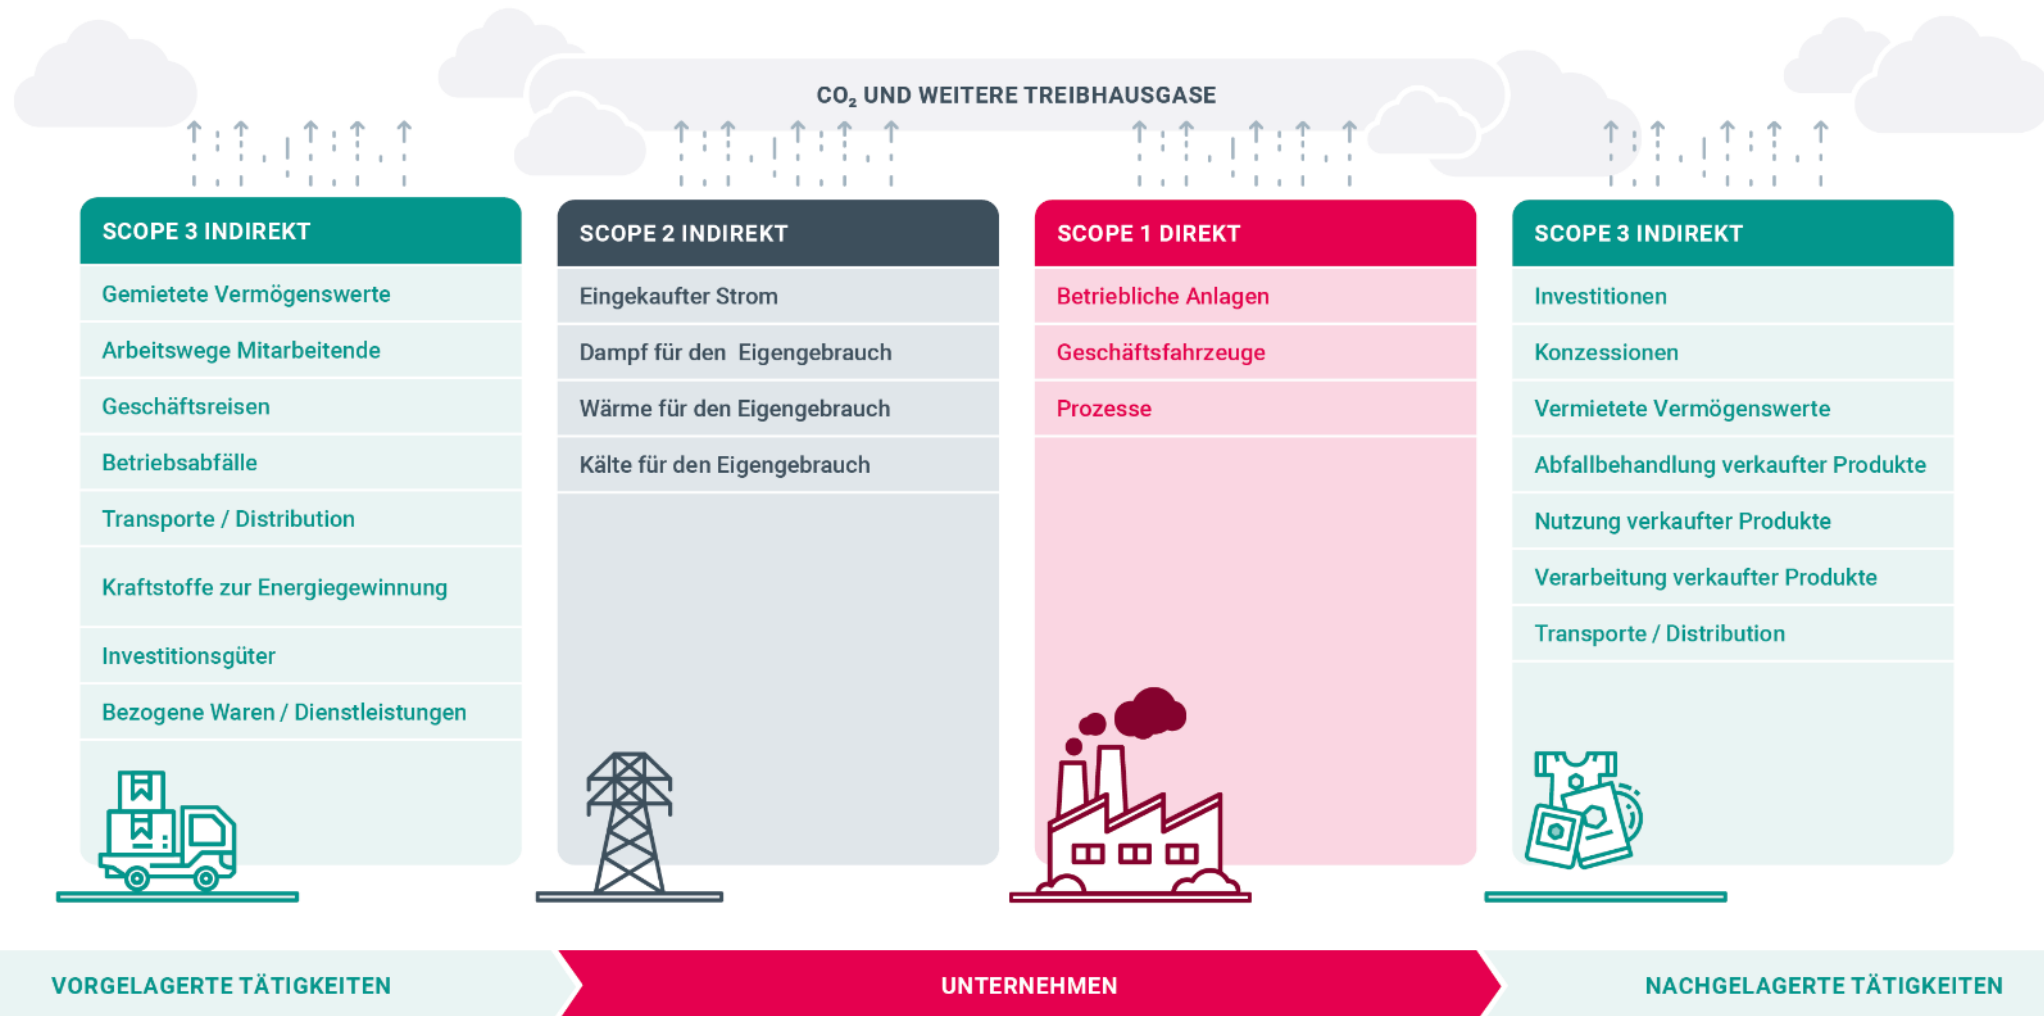 CO₂ UND WEITERE TREIBHAUSGASE
SCOPE 3 INDIREKT
Gemietete Vermögenswerte
Arbeitswege Mitarbeitende
Geschäftsreisen
Betriebsabfälle
Transporte / Distribution
Kraftstoffe zur Energiegewinnung
Investitionsgüter
Bezogene Waren / Dienstleistungen
SCOPE 2 INDIREKT
Eingekaufter Strom
Dampf für den Eigengebrauch
Wärme für den Eigengebrauch
Kälte für den Eigengebrauch
SCOPE 1 DIREKT
Betriebliche Anlagen
Geschäftsfahrzeuge
Prozesse
SCOPE 3 INDIREKT
Investitionen
Konzessionen
Vermietete Vermögenswerte
Abfallbehandlung verkaufter Produkte
Nutzung verkaufter Produkte
Verarbeitung verkaufter Produkte
Transporte / Distribution
VORGELAGERTE TÄTIGKEITEN
UNTERNEHMEN
NACHGELAGERTE TÄTIGKEITEN